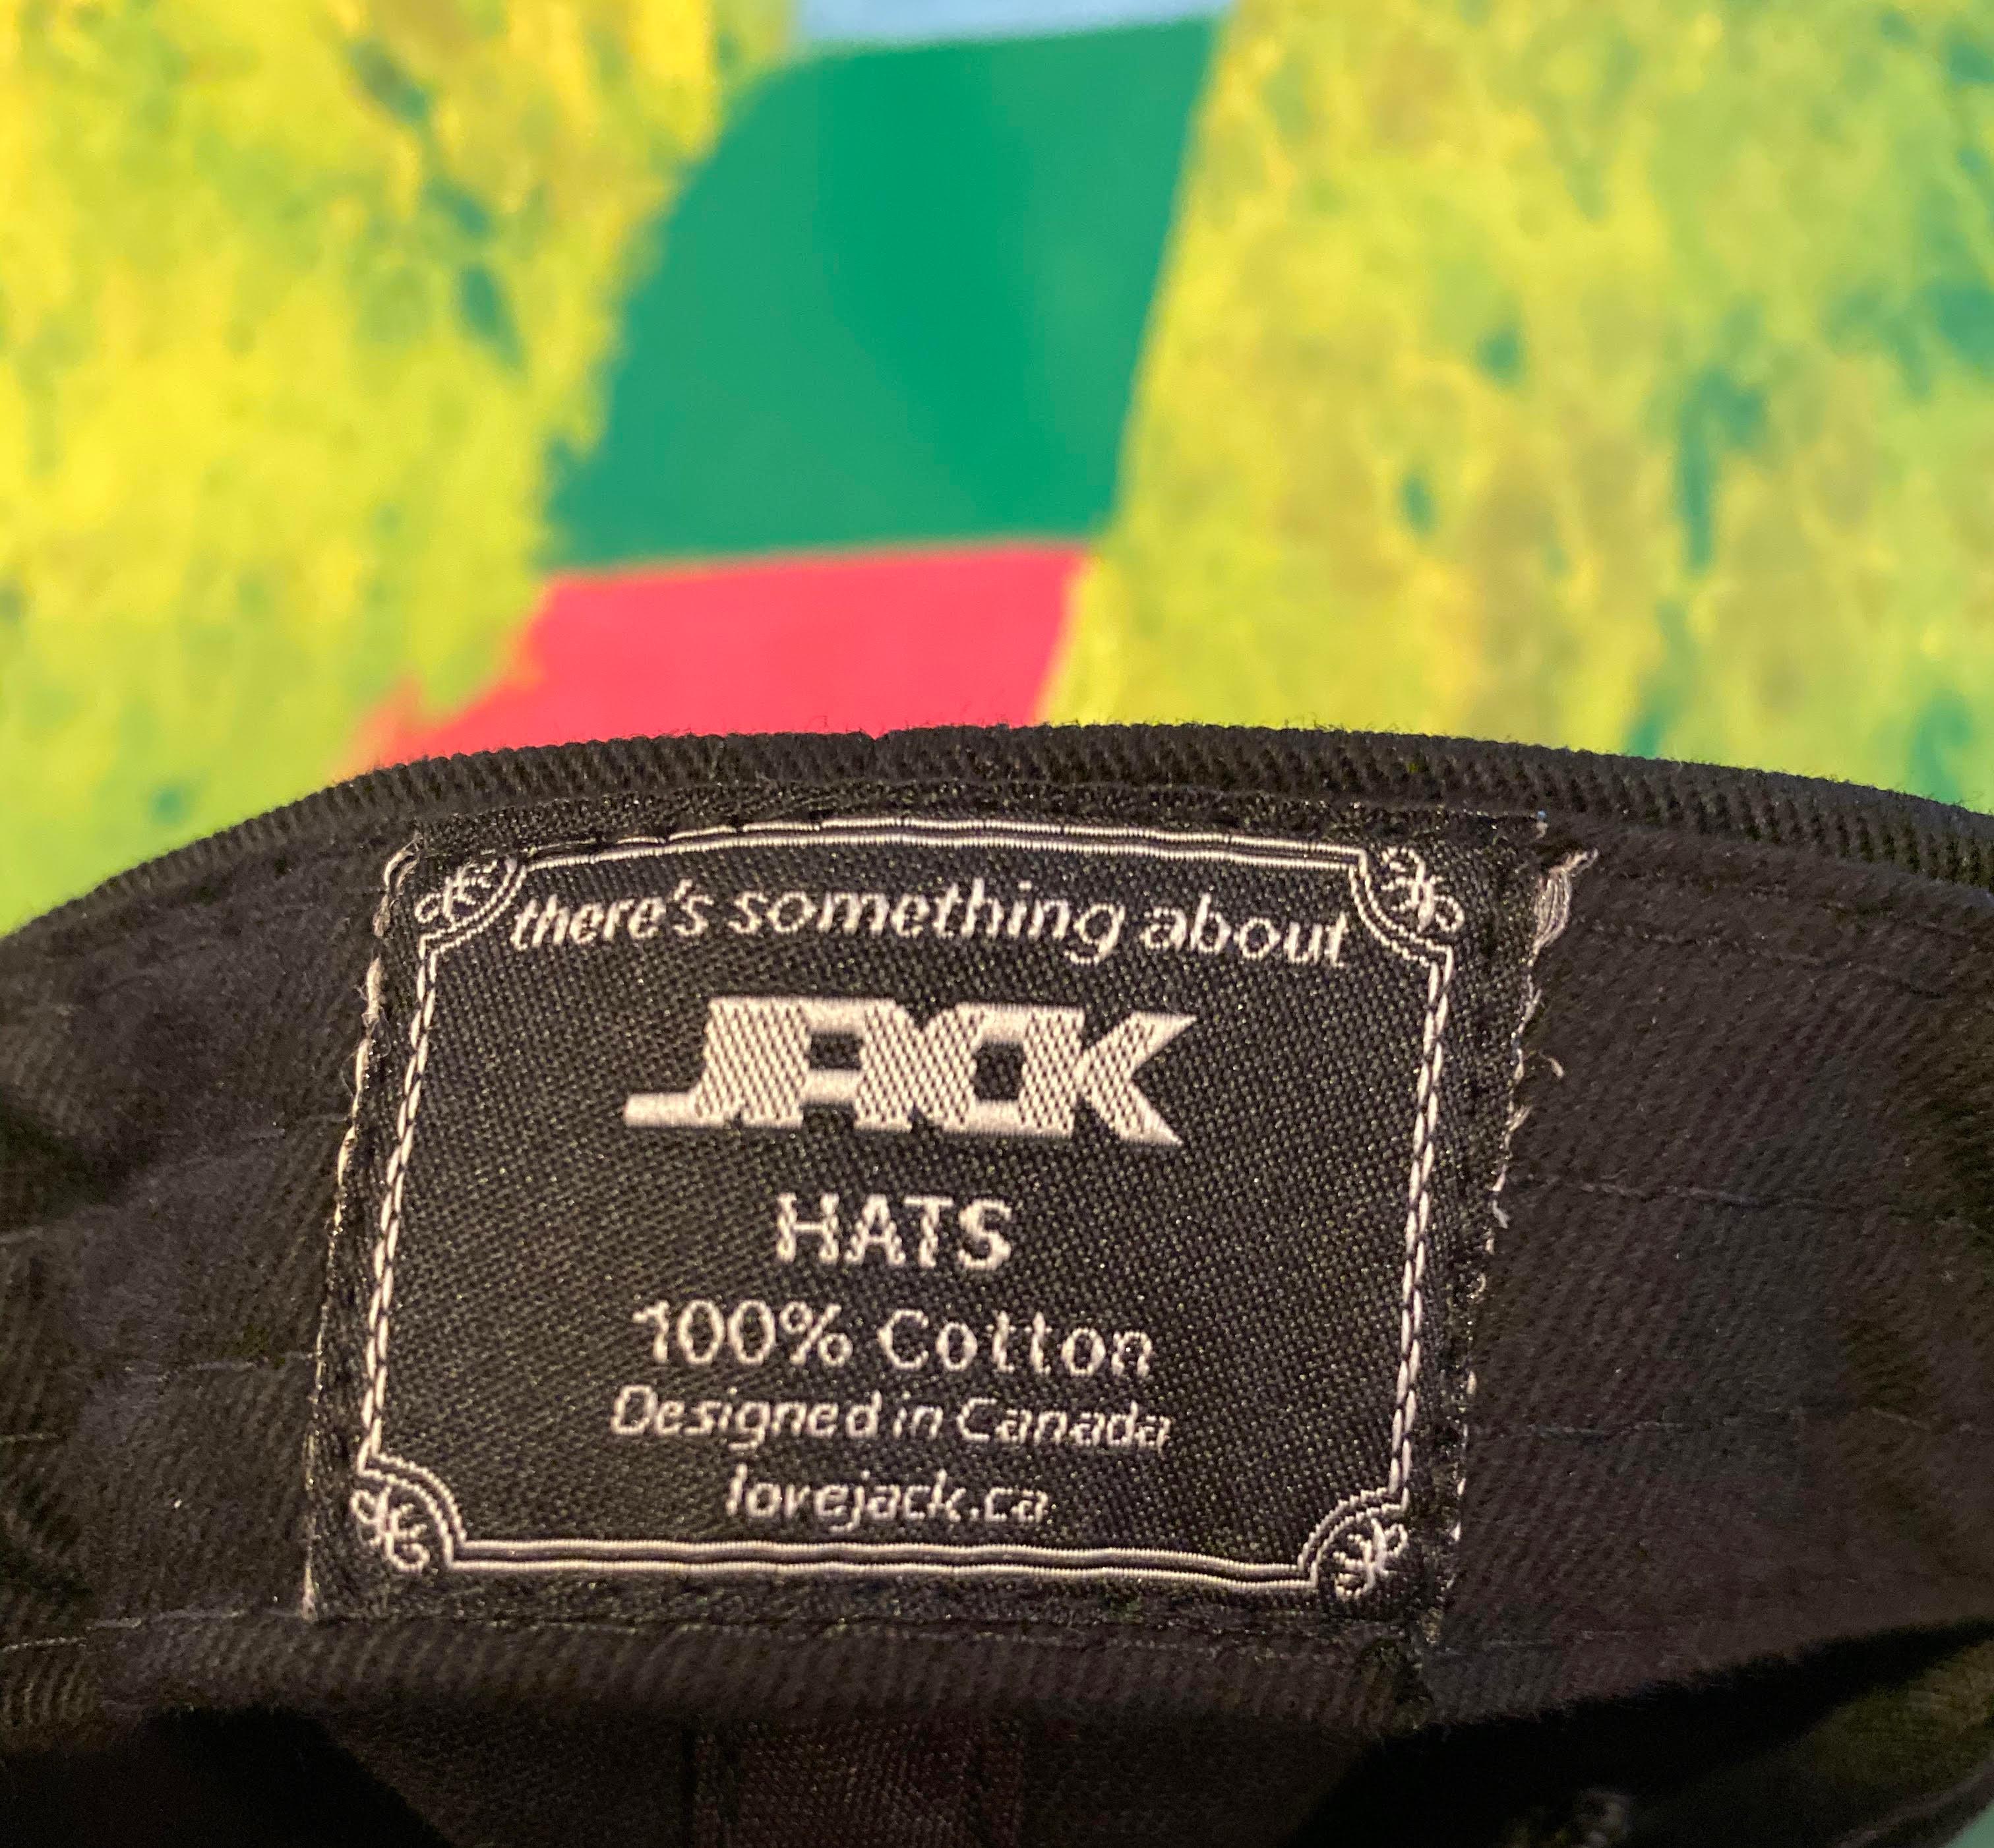 there's something about
JACK
HATS
100% Cotton
Designed in Canada
lovejack.ca